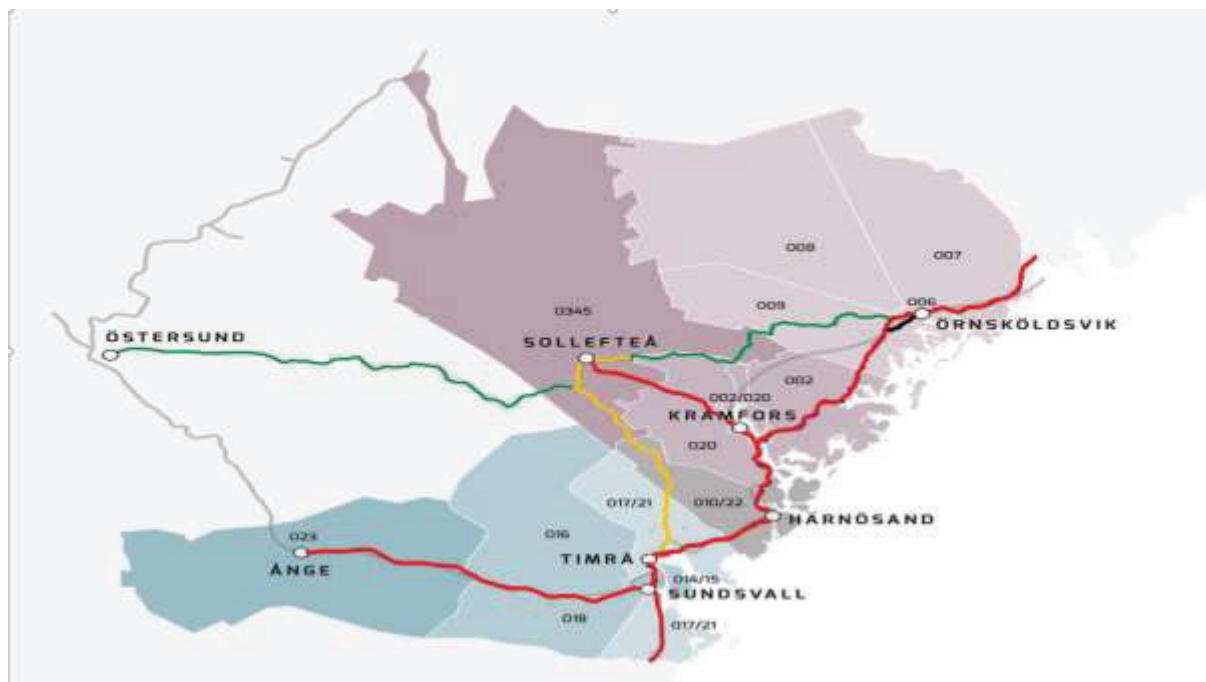 008
007
009
006
ÖRNSKÖLDSVIK
0345
ÖSTERSUND
SOLLEFTEÅ
002
002/020
KRAMFORS
020
017/21
010/22
HÄRNÖSAND
023
016
ÅNGE
TIMRÅ
014/15
SUNDSVALL
018
017/21